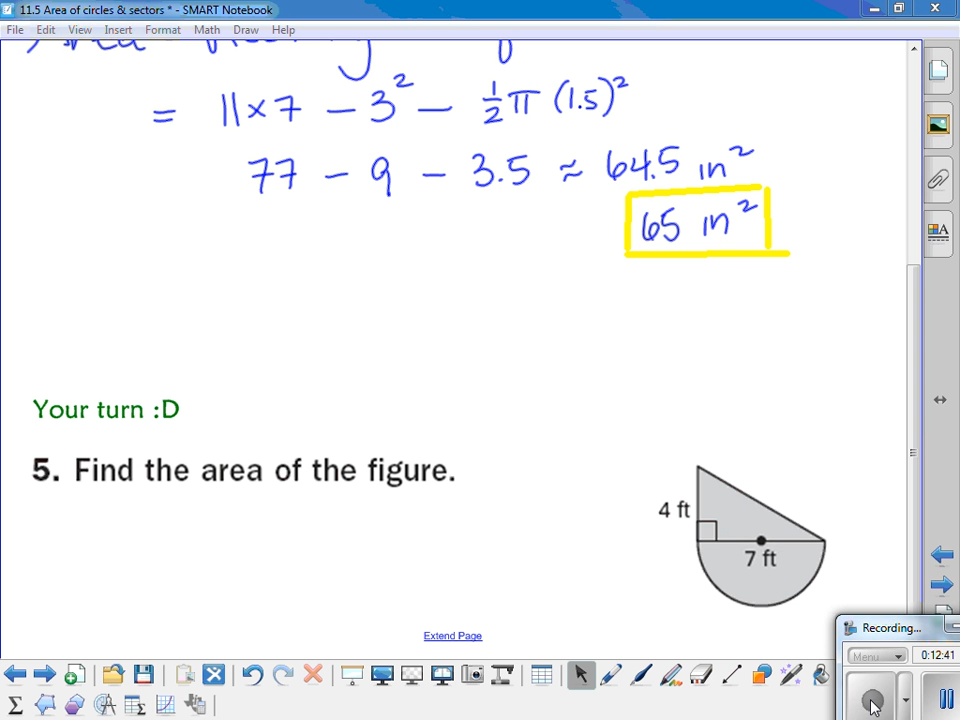 11.5 Area of circles & sectors * - SMART Notebook
File Edit View Insert Format Math Draw Help
= 11×7 - 3² - 1/2 π (1.5)²
77 - 9 - 3.5 ≈ 64.5 in²
65 in²
Your turn :D
5. Find the area of the figure.
4 ft
7 ft
Extend Page
Recording...
Menu
0:12:41